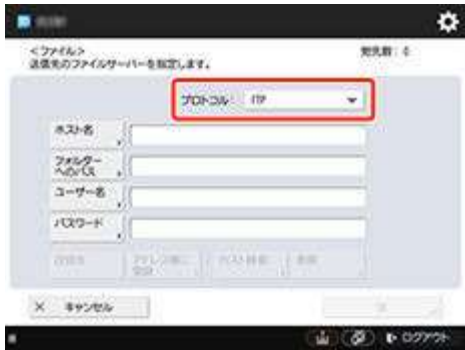 <ファイル>
送信先のファイルサーバーを指定します。
宛先数: 0
プロトコル: FTP
ホスト名
フォルダーへのパス
ユーザー名
パスワード
× キャンセル
ログアウト